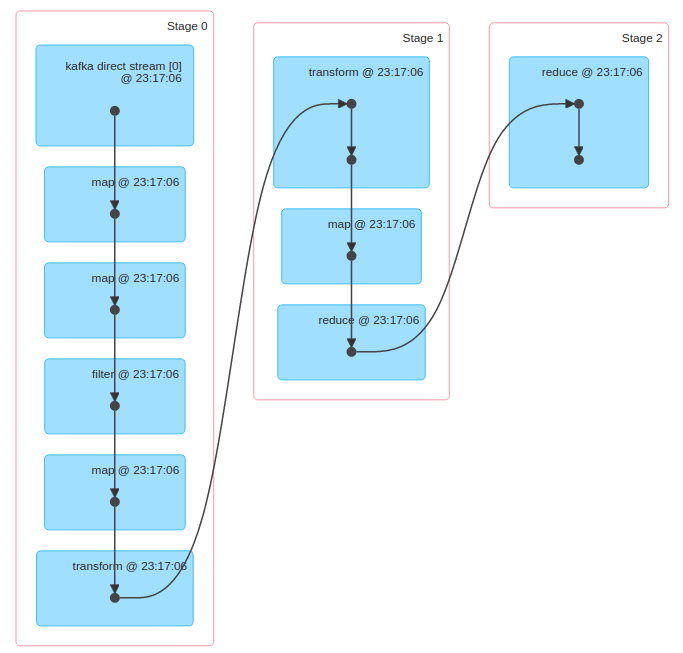 Stage 0
kafka direct stream [0]
@ 23:17:06
map @ 23:17:06
map @ 23:17:06
filter @ 23:17:06
map @ 23:17:06
transform @ 23:17:06
Stage 1
transform @ 23:17:06
map @ 23:17:06
reduce @ 23:17:06
Stage 2
reduce @ 23:17:06